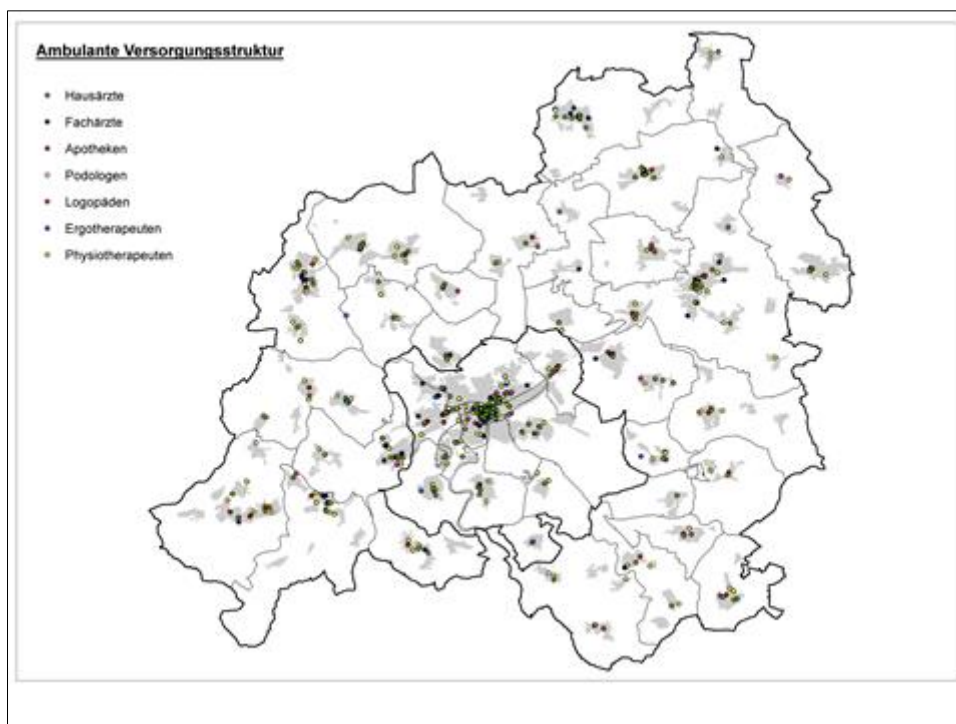 Ambulante Versorgungsstruktur
Hausärzte
Fachärzte
Apotheken
Podologen
Logopäden
Ergotherapeuten
Physiotherapeuten